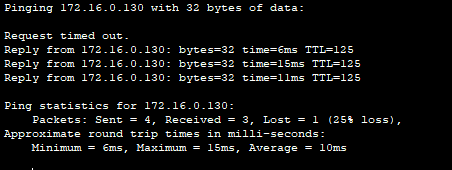 Pinging 172.16.0.130 with 32 bytes of data:
Request timed out.
Reply from 172.16.0.130: bytes=32 time=6ms TTL=125
Reply from 172.16.0.130: bytes=32 time=15ms TTL=125
Reply from 172.16.0.130: bytes=32 time=11ms TTL=125
Ping statistics for 172.16.0.130:
Packets: Sent = 4, Received = 3, Lost = 1 (25% loss),
Approximate round trip times in milli-seconds:
Minimum = 6ms, Maximum = 15ms, Average = 10ms